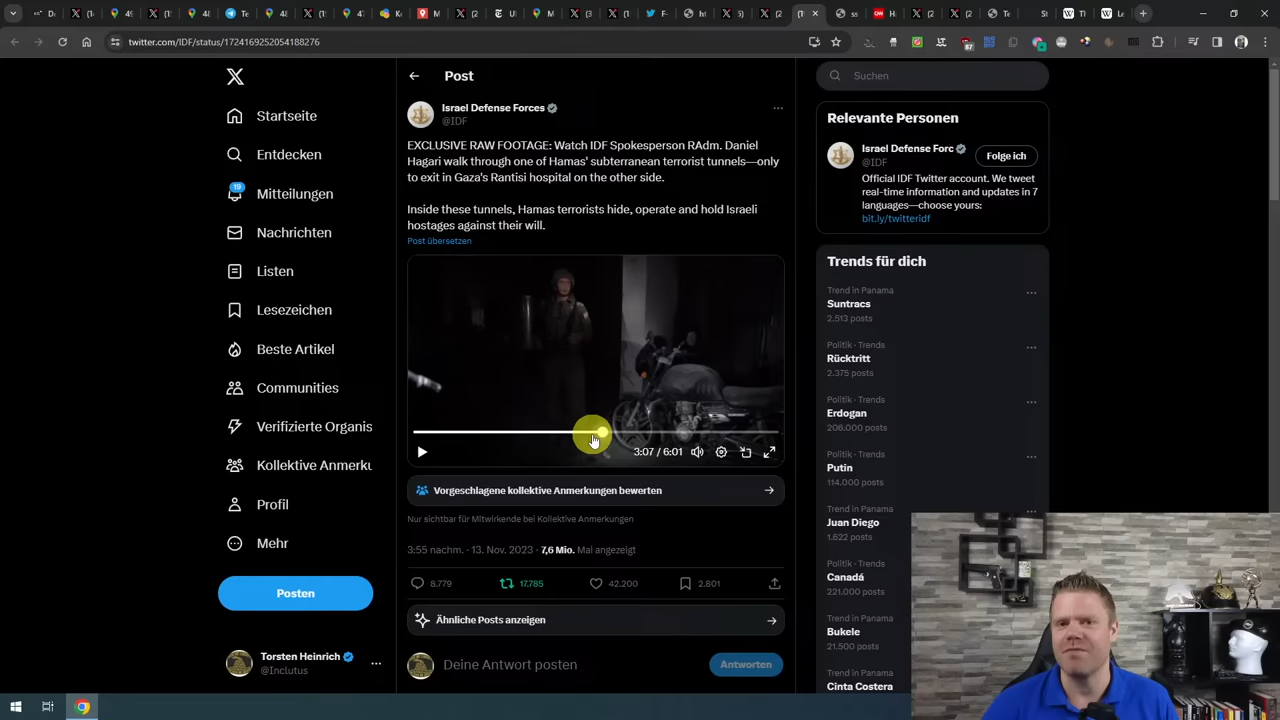 twitter.com/IDF/status/1724169252054188276
Post
Suchen
Startseite
Entdecken
19
Mitteilungen
Nachrichten
Listen
Lesezeichen
Beste Artikel
Communities
Verifizierte Organis
Kollektive Anmerku
Profil
Mehr
Posten
Torsten Heinrich
@Inclutus
Israel Defense Forces
@IDF
EXCLUSIVE RAW FOOTAGE: Watch IDF Spokesperson RAdm. Daniel
Hagari walk through one of Hamas' subterranean terrorist tunnels—only
to exit in Gaza's Rantisi hospital on the other side.
Inside these tunnels, Hamas terrorists hide, operate and hold Israeli
hostages against their will.
Post übersetzen
3:07 / 6:01
Vorgeschlagene kollektive Anmerkungen bewerten
Nur sichtbar für Mitwirkende bei Kollektive Anmerkungen
3:55 nachm. · 13. Nov. 2023 · 7,6 Mio. Mal angezeigt
8.779
17.785
42.200
2.801
Ähnliche Posts anzeigen
Deine Antwort posten
Antworten
Relevante Personen
Israel Defense Forc
@IDF
Folge ich
Official IDF Twitter account. We tweet
real-time information and updates in 7
languages—choose yours:
bit.ly/twitteridf
Trends für dich
Trend in Panama
Suntracs
2.513 posts
Politik · Trends
Rücktritt
2.375 posts
Politik · Trends
Erdogan
206.000 posts
Politik · Trends
Putin
114.000 posts
Trend in Panama
Juan Diego
1.622 posts
Politik · Trends
Canadá
221.000 posts
Trend in Panama
Bukele
21.500 posts
Trend in Panama
Cinta Costera